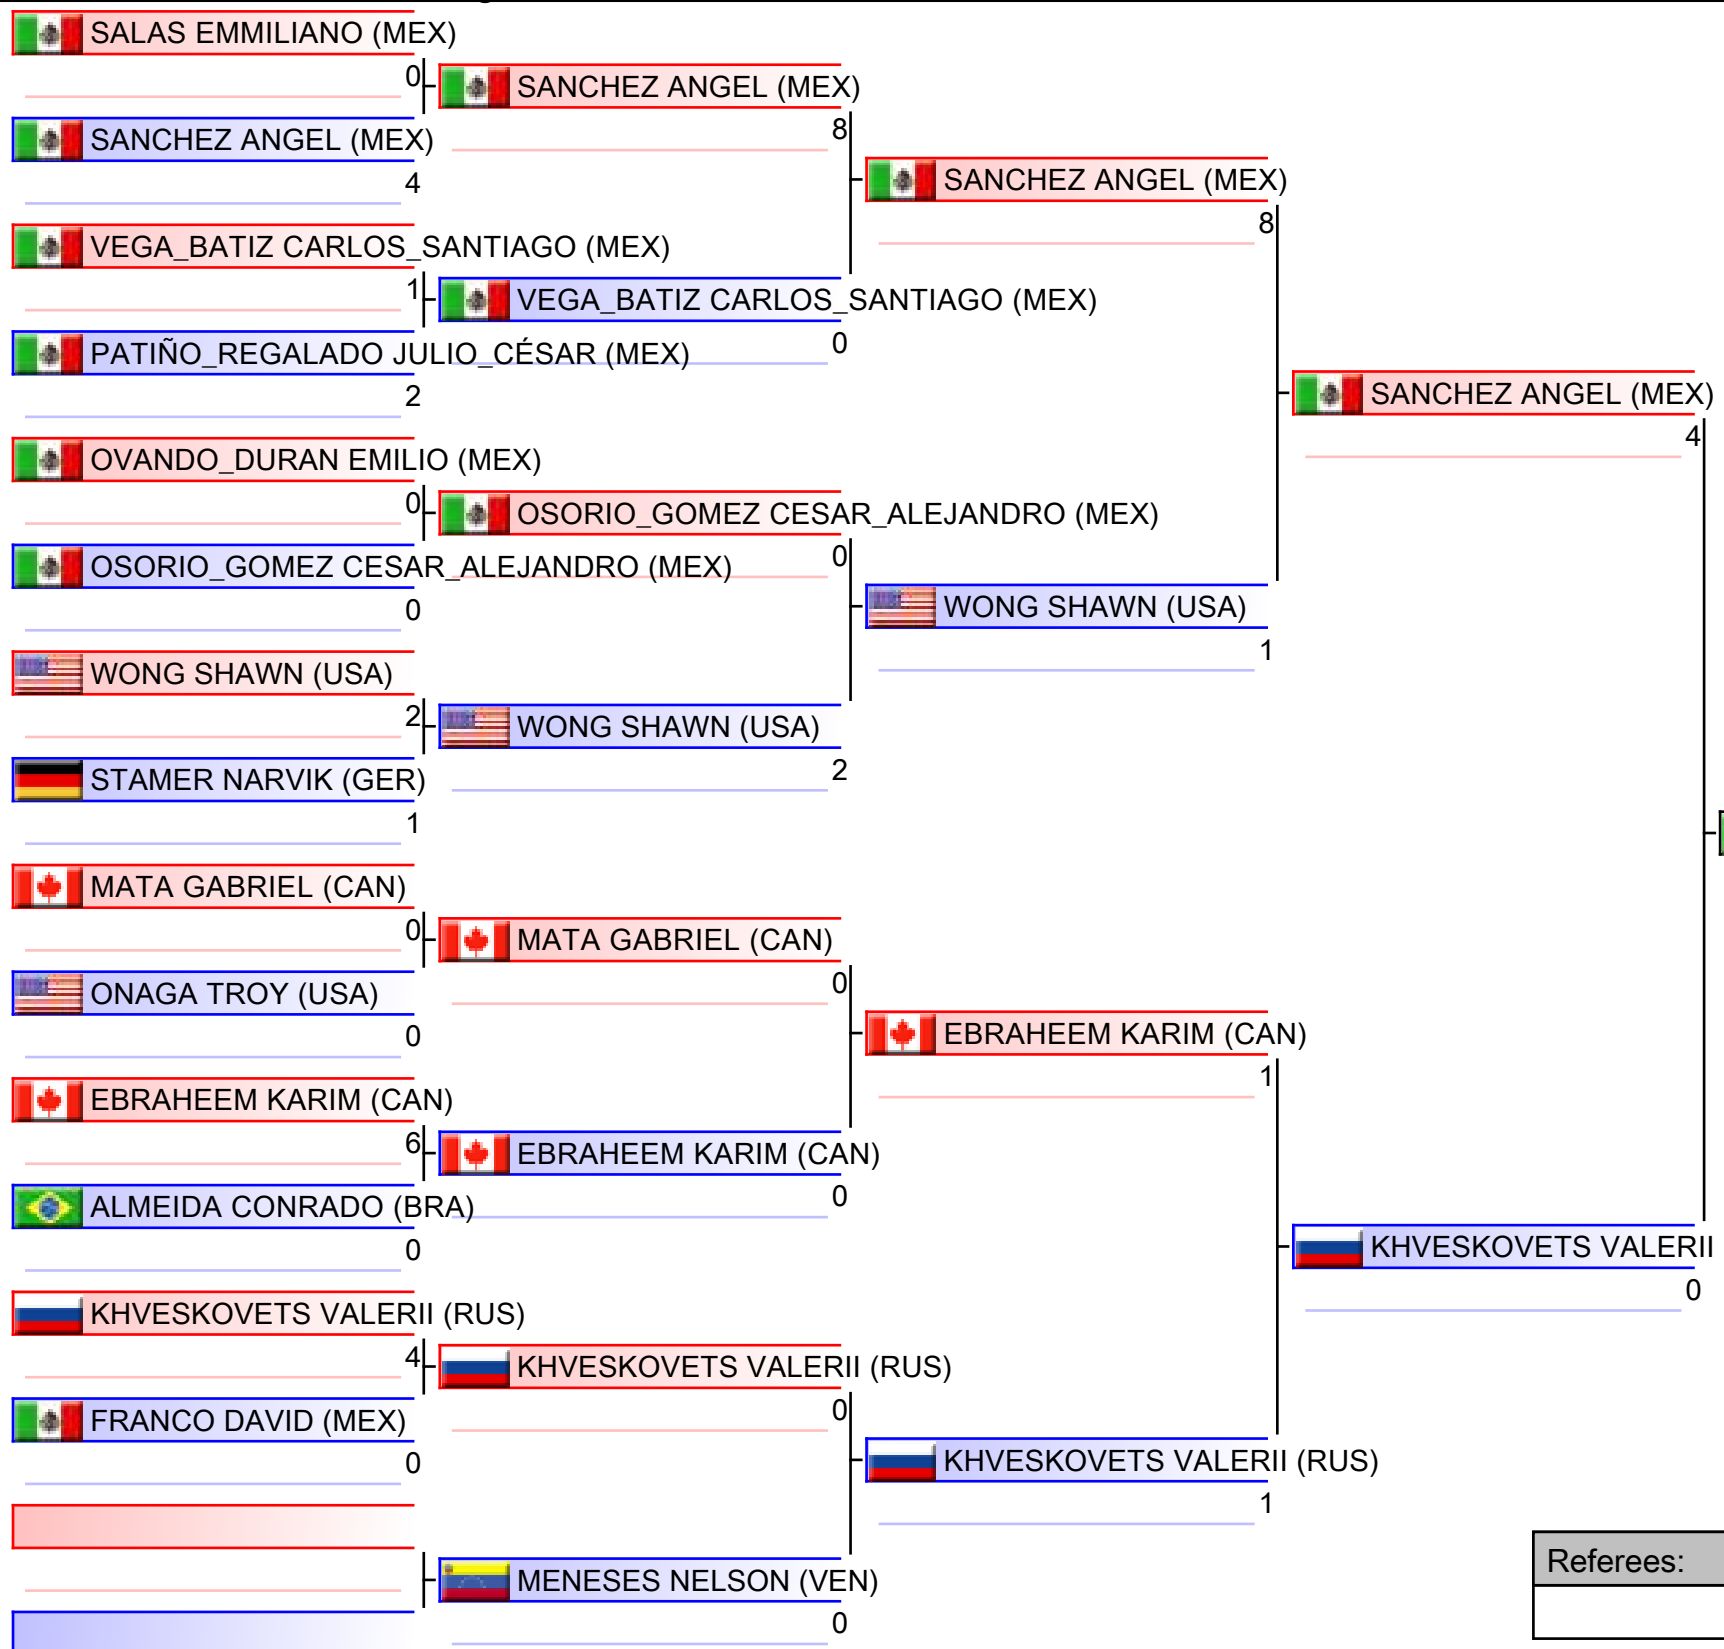 SALAS EMMILIANO (MEX)
0
SANCHEZ ANGEL (MEX)
4
VEGA_BATIZ CARLOS_SANTIAGO (MEX)
1
PATIÑO_REGALADO JULIO_CÉSAR (MEX)
2
OVANDO_DURAN EMILIO (MEX)
0
OSORIO_GOMEZ CESAR_ALEJANDRO (MEX)
0
WONG SHAWN (USA)
2
STAMER NARVIK (GER)
1
MATA GABRIEL (CAN)
0
ONAGA TROY (USA)
0
EBRAHEEM KARIM (CAN)
6
ALMEIDA CONRADO (BRA)
0
KHVESKOVETS VALERII (RUS)
4
FRANCO DAVID (MEX)
0
SANCHEZ ANGEL (MEX)
8
VEGA_BATIZ CARLOS_SANTIAGO (MEX)
0
OSORIO_GOMEZ CESAR_ALEJANDRO (MEX)
0
WONG SHAWN (USA)
2
MATA GABRIEL (CAN)
0
EBRAHEEM KARIM (CAN)
0
KHVESKOVETS VALERII (RUS)
0
MENESES NELSON (VEN)
0
SANCHEZ ANGEL (MEX)
8
WONG SHAWN (USA)
1
EBRAHEEM KARIM (CAN)
1
KHVESKOVETS VALERII (RUS)
1
SANCHEZ ANGEL (MEX)
4
KHVESKOVETS VALERII
0
Referees: